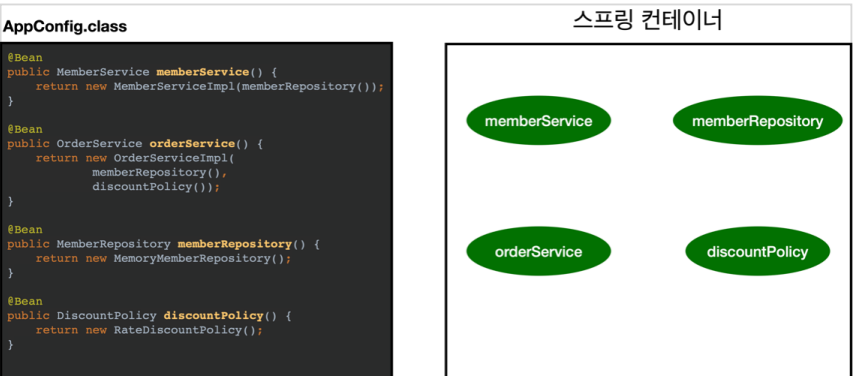 AppConfig.class
@Bean
public MemberService memberService() {
    return new MemberServiceImpl(memberRepository());
}
@Bean
public OrderService orderService() {
    return new OrderServiceImpl(
            memberRepository(),
            discountPolicy());
}
@Bean
public MemberRepository memberRepository() {
    return new MemoryMemberRepository();
}
@Bean
public DiscountPolicy discountPolicy() {
    return new RateDiscountPolicy();
}
스프링 컨테이너
memberService
memberRepository
orderService
discountPolicy